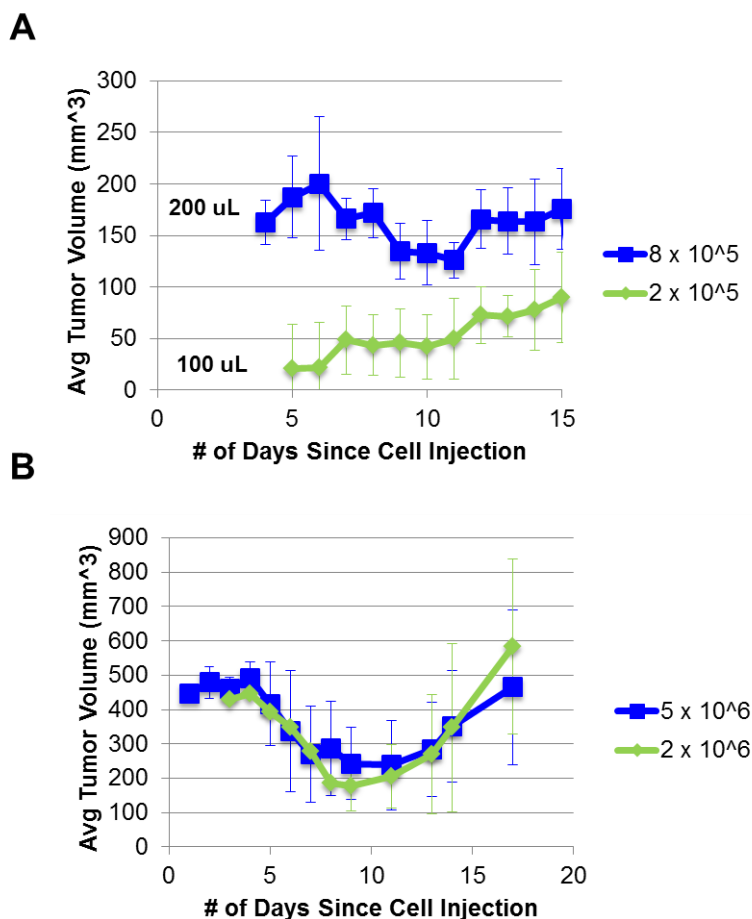 A
300
250
200
150
100
50
0
Avg Tumor Volume (mm^3)
200 uL
100 uL
0 5 10 15
# of Days Since Cell Injection
8 x 10^5
2 x 10^5
B
900
800
700
600
500
400
300
200
100
0
Avg Tumor Volume (mm^3)
0 5 10 15 20
# of Days Since Cell Injection
5 x 10^6
2 x 10^6